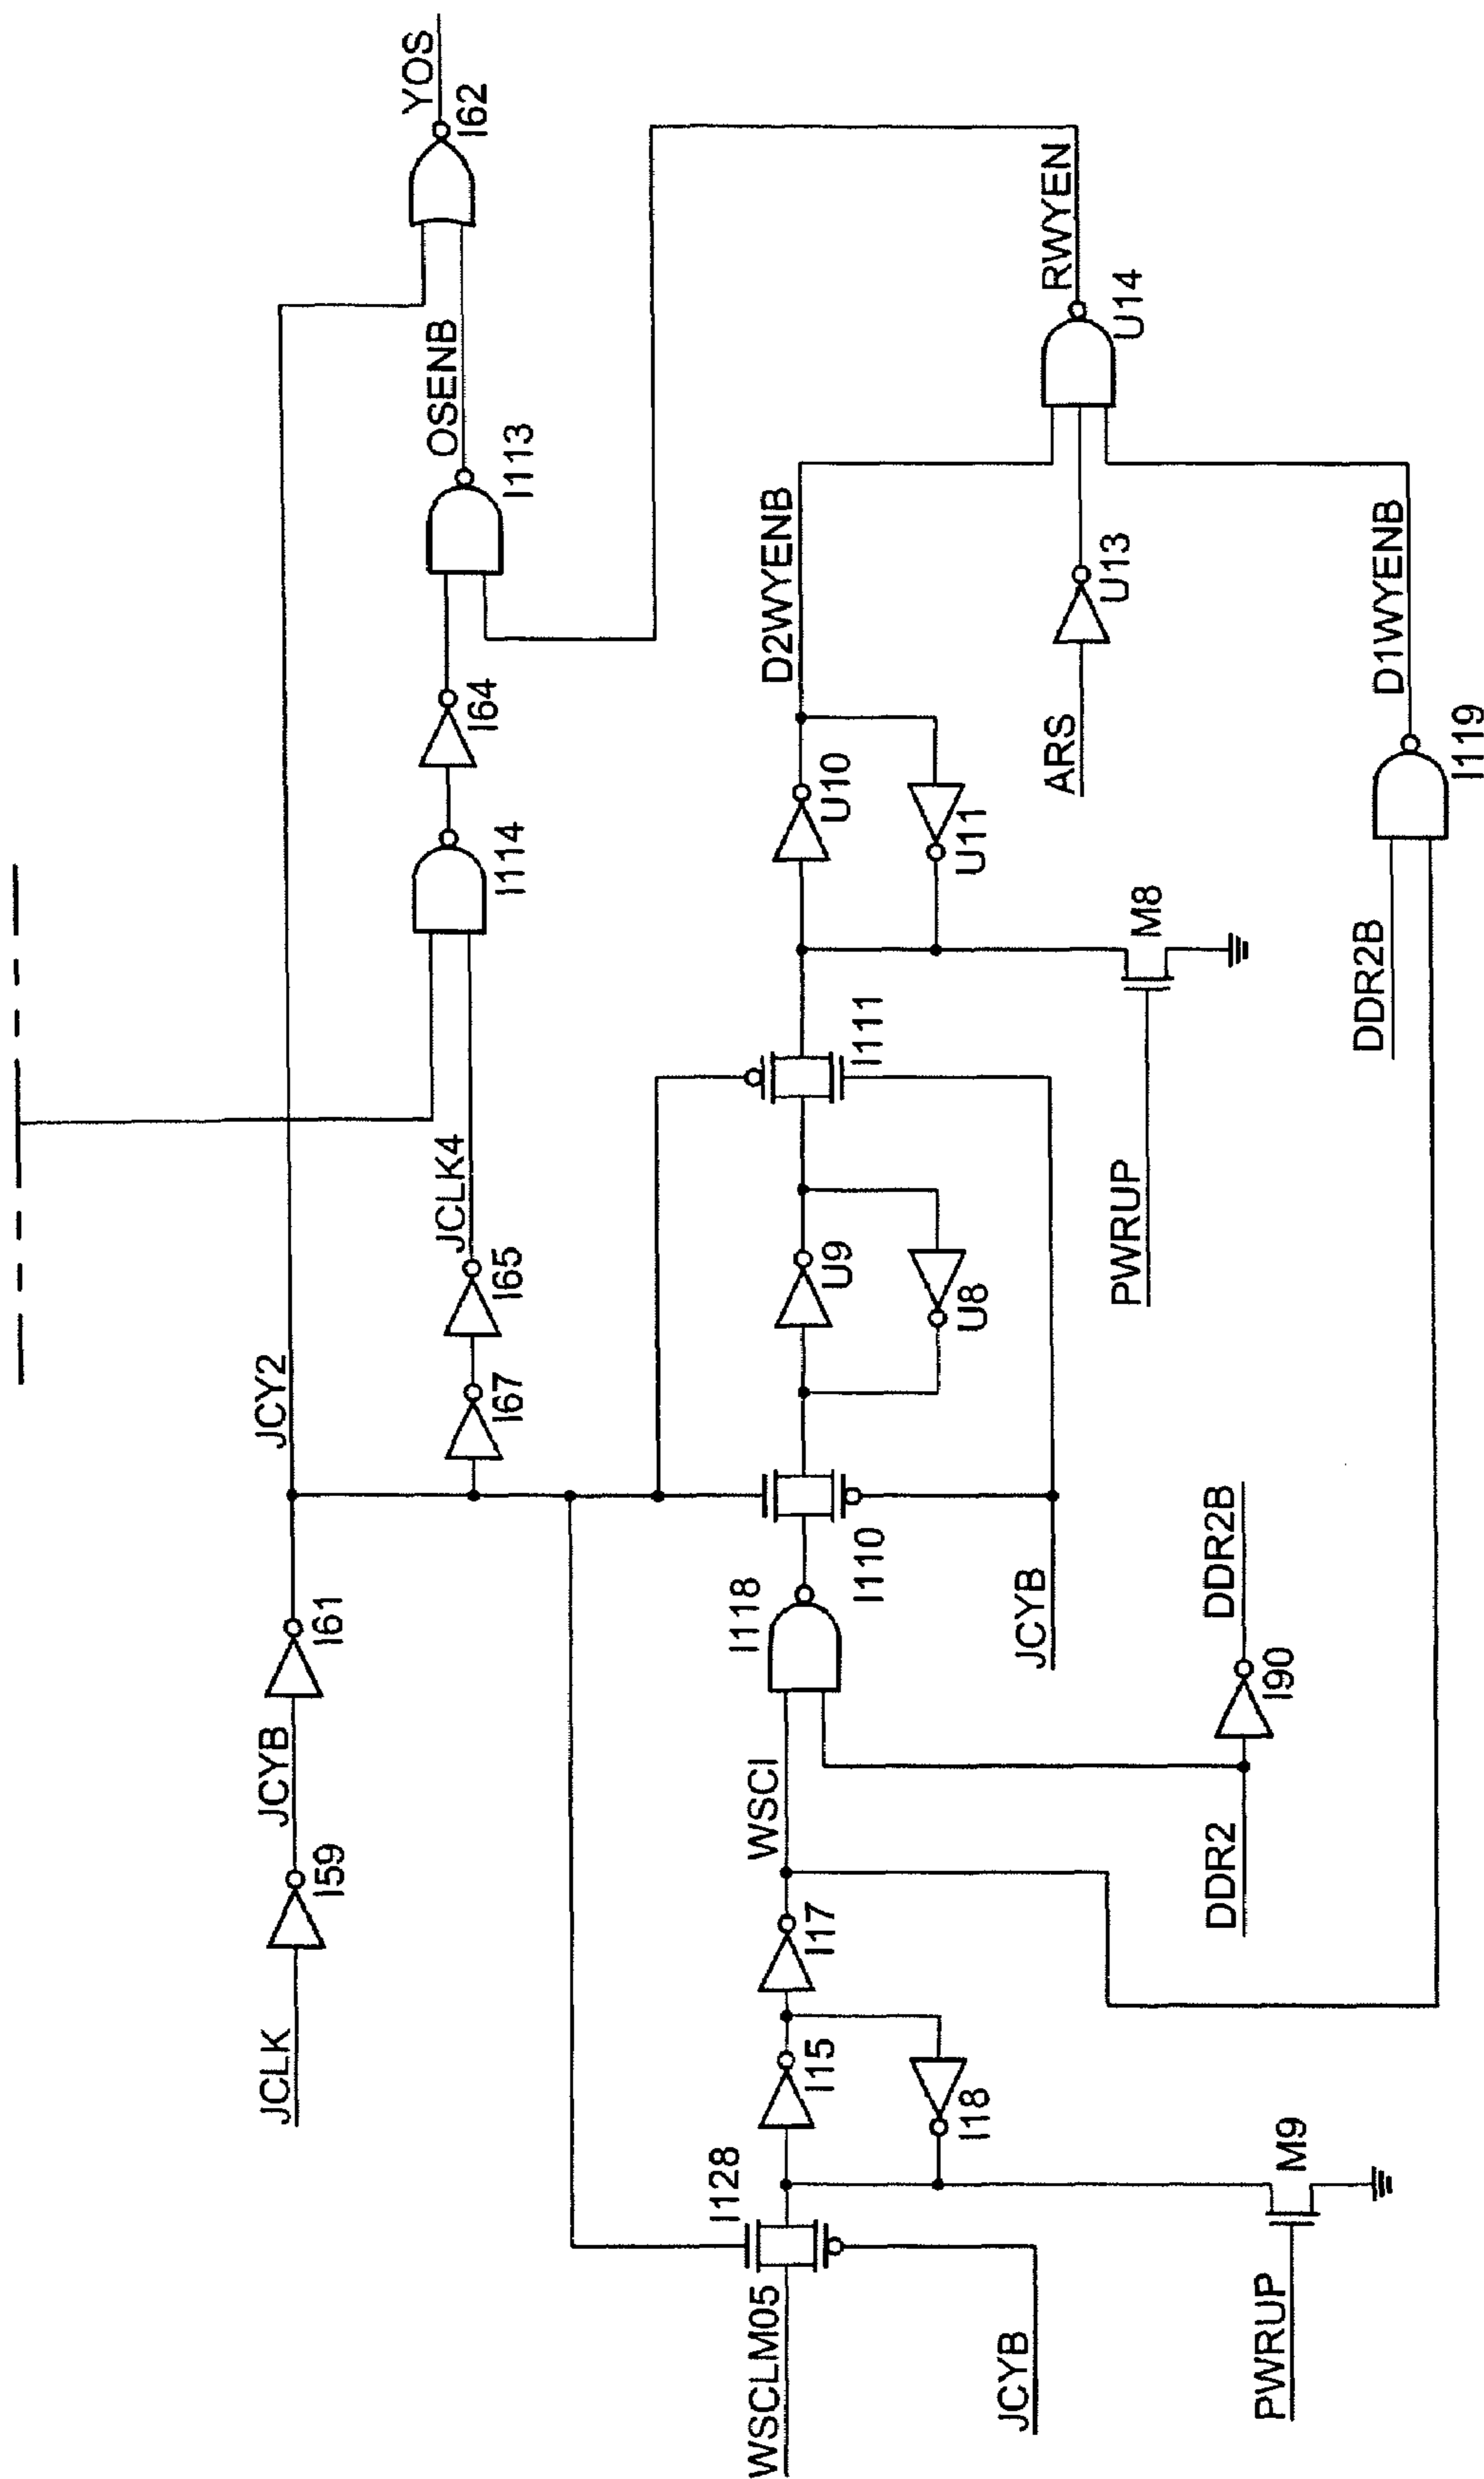 YOS
I62
JCY2
OSENB
I113
I64
I114
JCLK4
I65
I67
JCLK
I59
JCYB
I61
RWYEN
U14
D2WYENB
U13
ARS
D1WYENB
I119
DDR2B
U10
U11
M8
PWRUP
I111
U9
U8
I110
I118
JCYB
DDR2B
I90
DDR2
WSCI
I17
I15
I18
I128
WSCLM05
JCYB
M9
PWRUP